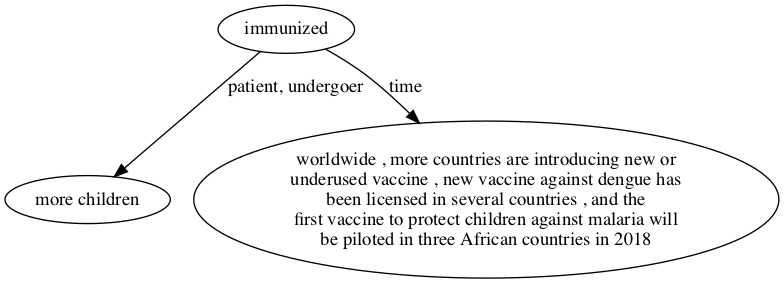 immunized
patient, undergoer
time
more children
worldwide , more countries are introducing new or
underused vaccine , new vaccine against dengue has
been licensed in several countries , and the
first vaccine to protect children against malaria will
be piloted in three African countries in 2018